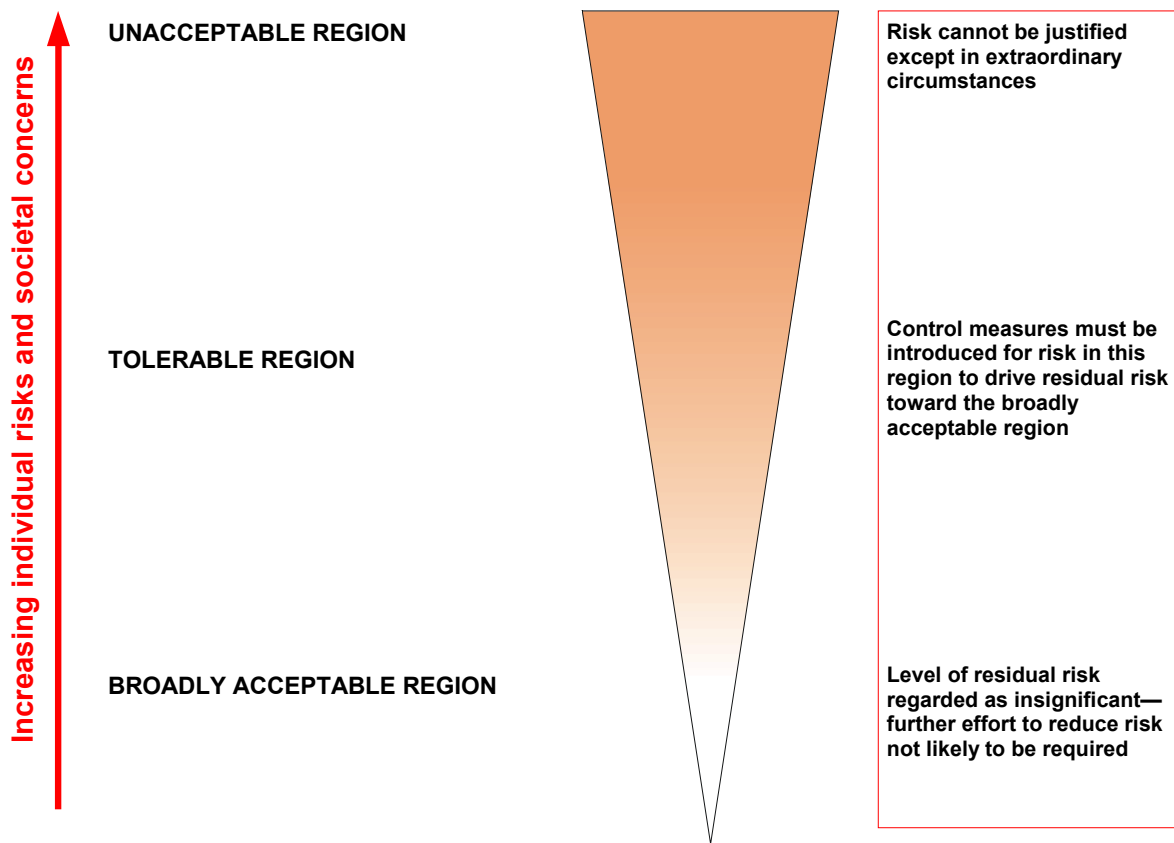 Increasing individual risks and societal concerns
UNACCEPTABLE REGION
Risk cannot be justified
except in extraordinary
circumstances
TOLERABLE REGION
Control measures must be
introduced for risk in this
region to drive residual risk
toward the broadly
acceptable region
BROADLY ACCEPTABLE REGION
Level of residual risk
regarded as insignificant—
further effort to reduce risk
not likely to be required